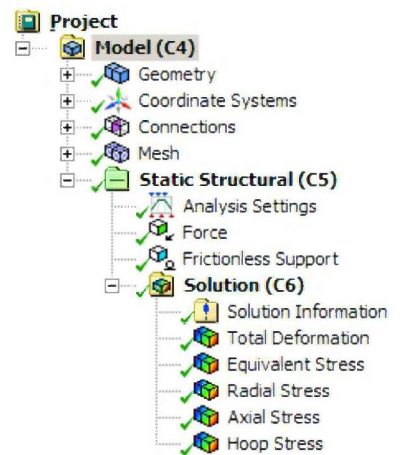 Project
Model (C4)
Geometry
Coordinate Systems
Connections
Mesh
Static Structural (C5)
Analysis Settings
Force
Frictionless Support
Solution (C6)
Solution Information
Total Deformation
Equivalent Stress
Radial Stress
Axial Stress
Hoop Stress